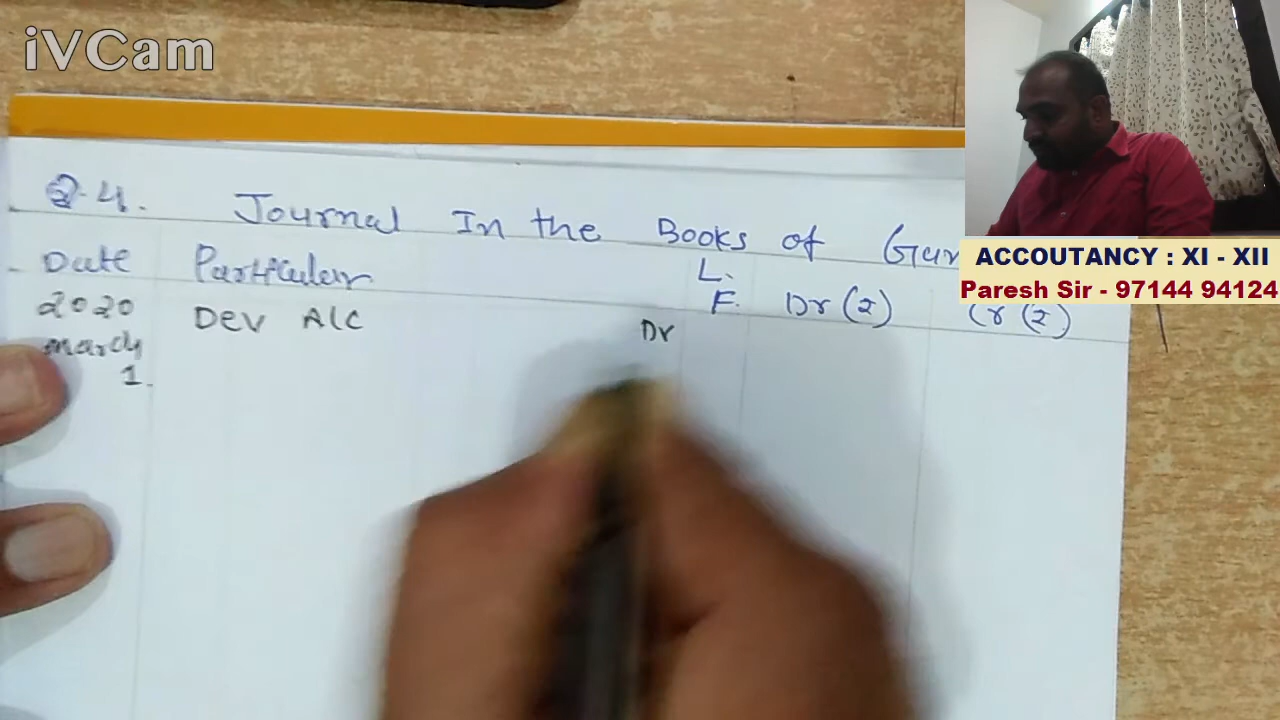 iVCam
Q.4. Journal In the Books of
Date Particular L.F. Dr (₹) Cr (₹)
2020 Dev A/c Dr
March
1.
ACCOUTANCY : XI - XII
Paresh Sir - 97144 94124